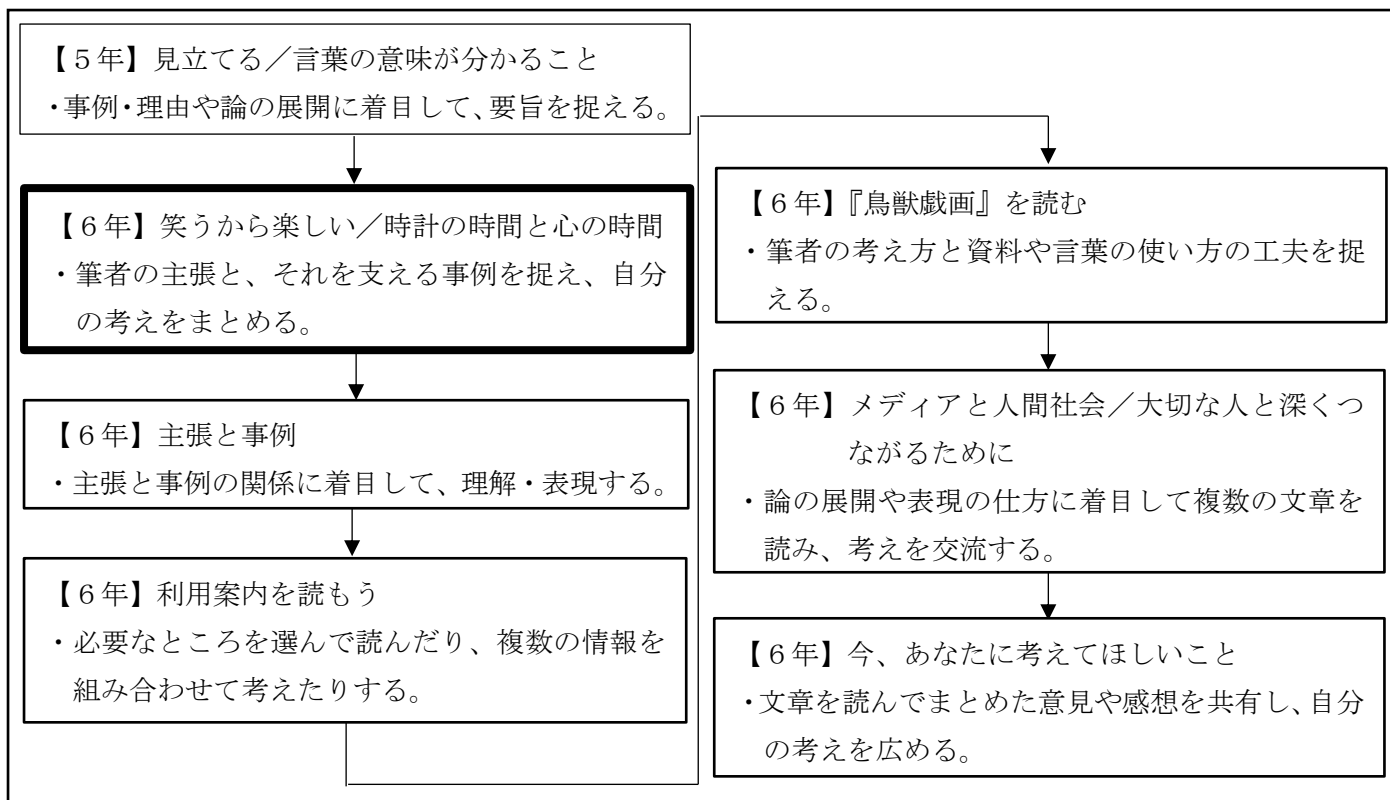 【５年】見立てる／言葉の意味が分かること
・事例・理由や論の展開に着目して、要旨を捉える。
【６年】笑うから楽しい／時計の時間と心の時間
・筆者の主張と、それを支える事例を捉え、自分
の考えをまとめる。
【６年】主張と事例
・主張と事例の関係に着目して、理解・表現する。
【６年】利用案内を読もう
・必要なところを選んで読んだり、複数の情報を
組み合わせて考えたりする。
【６年】『鳥獣戯画』を読む
・筆者の考え方と資料や言葉の使い方の工夫を捉
える。
【６年】メディアと人間社会／大切な人と深くつ
ながるために
・論の展開や表現の仕方に着目して複数の文章を
読み、考えを交流する。
【６年】今、あなたに考えてほしいこと
・文章を読んでまとめた意見や感想を共有し、自分
の考えを広める。